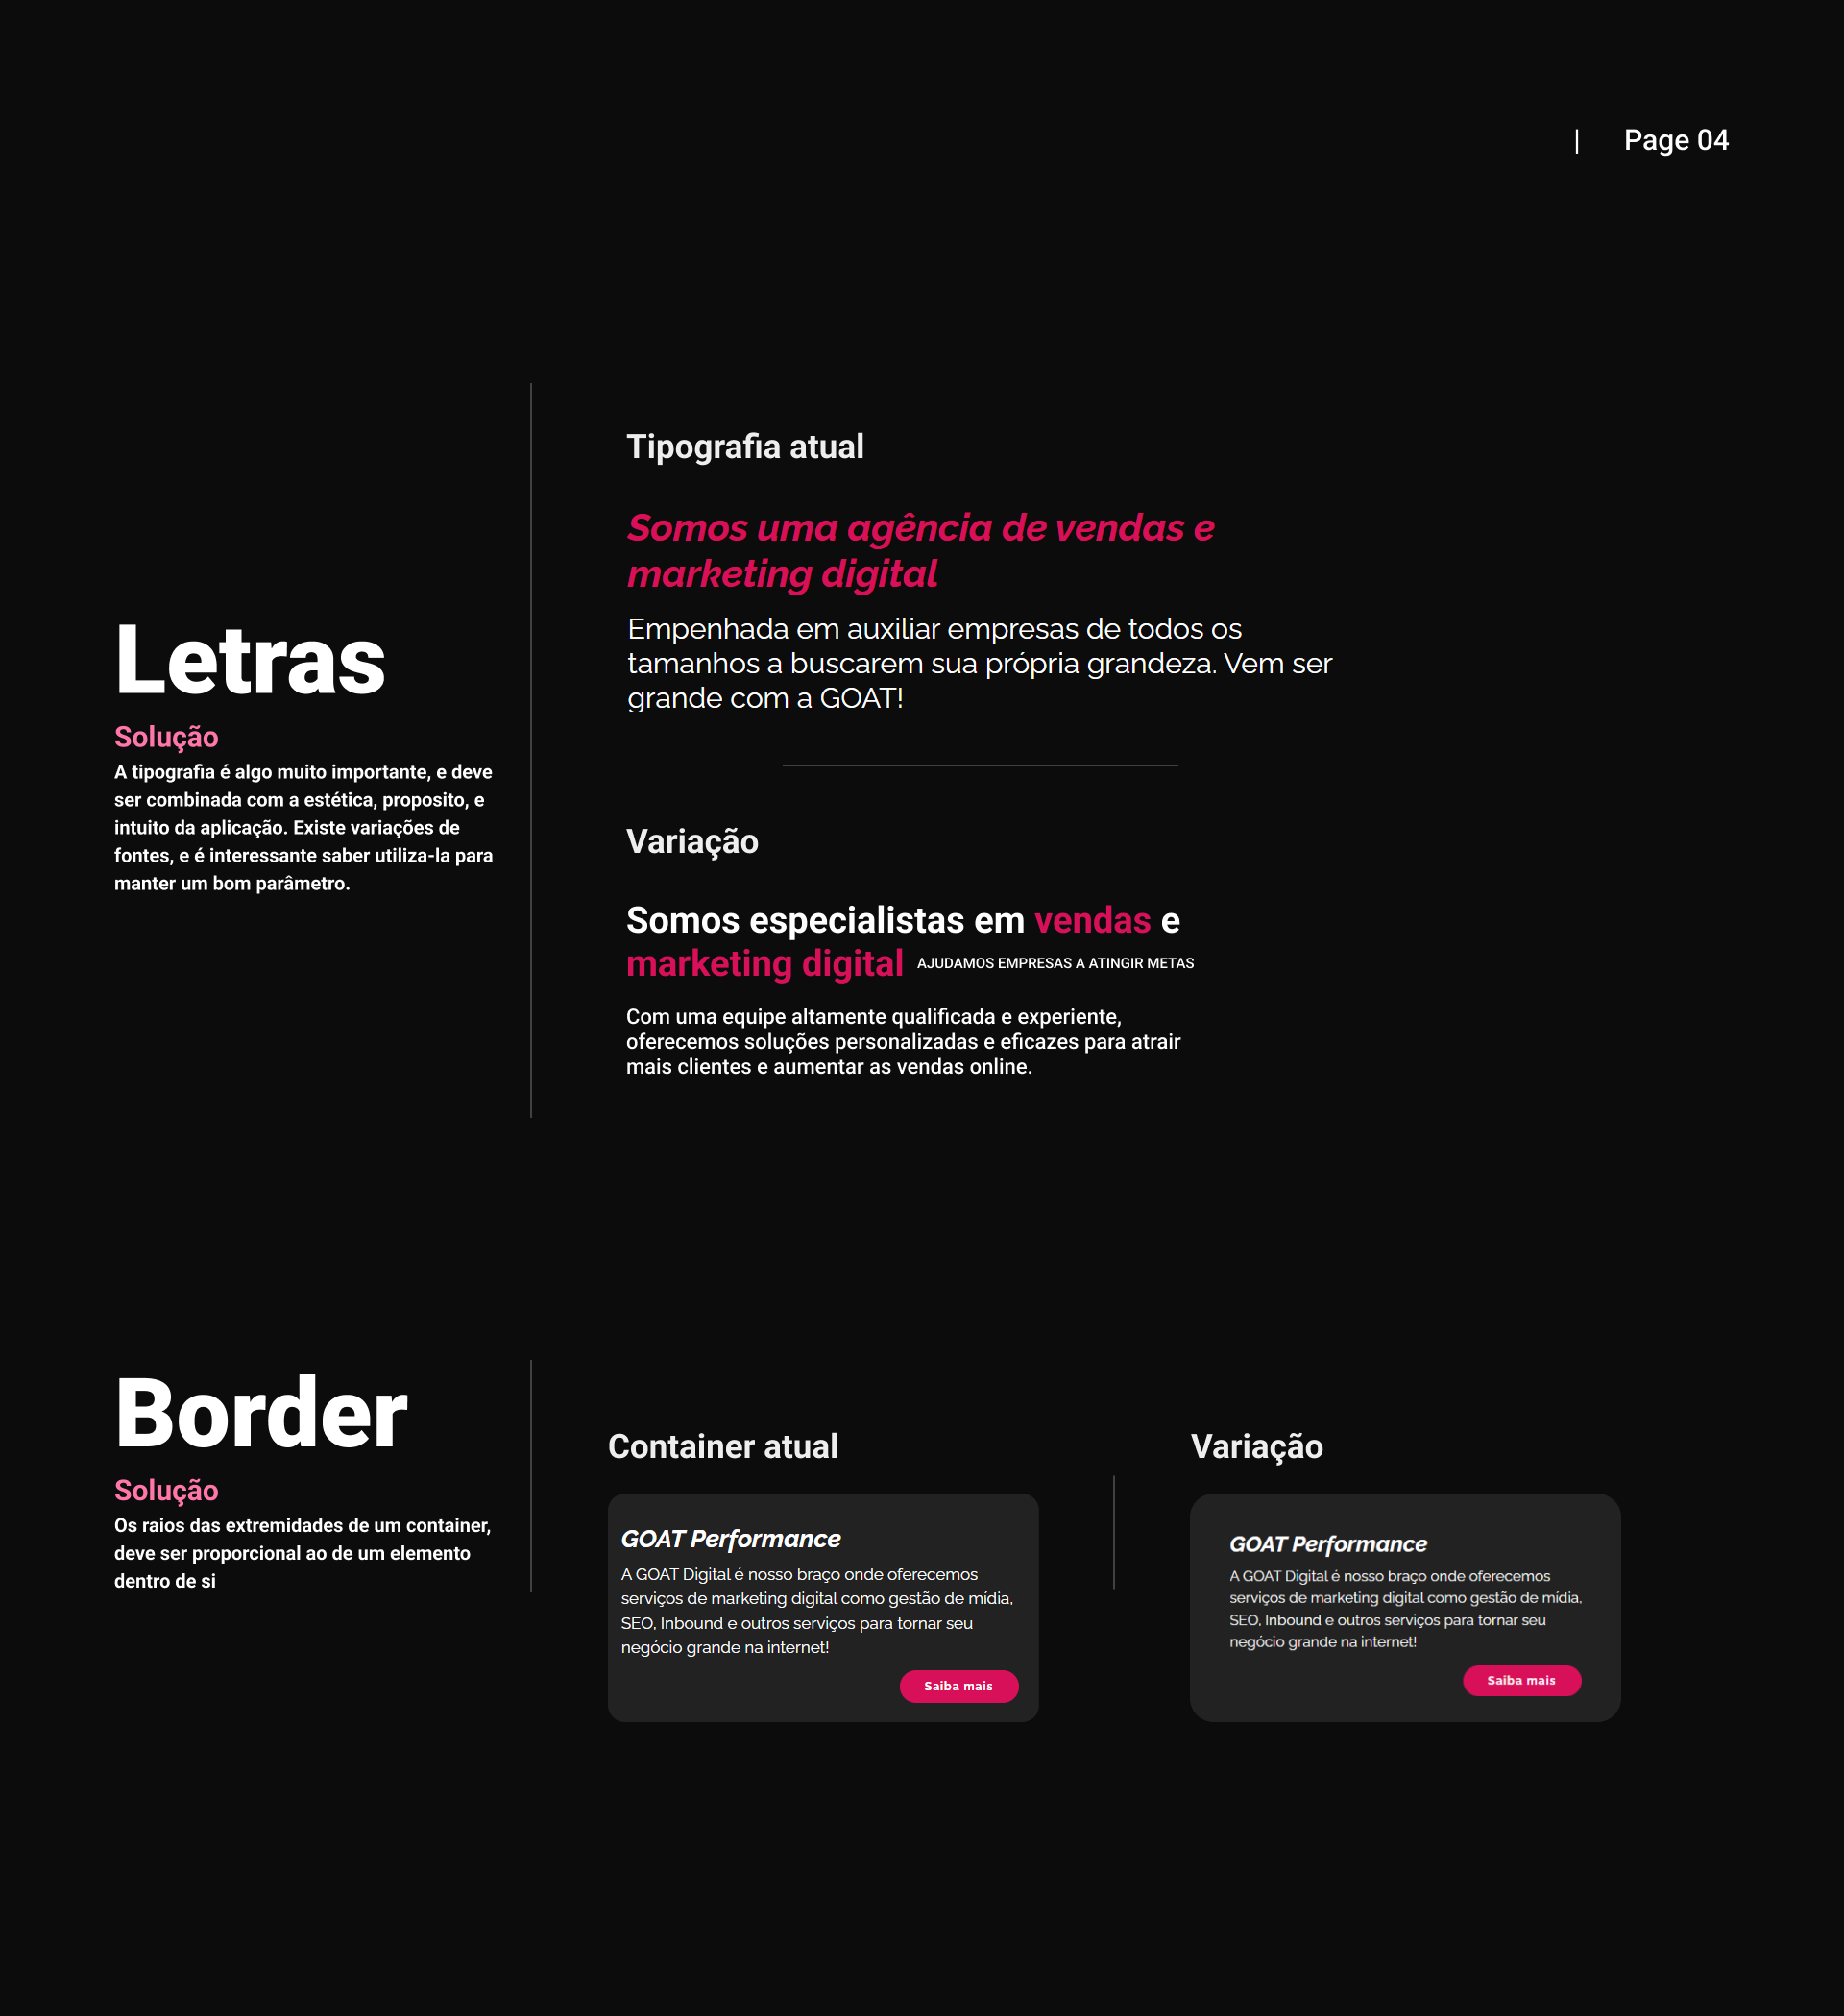 | Page 04
Letras
Solução
A tipografia é algo muito importante, e deve
ser combinada com a estética, proposito, e
intuito da aplicação. Existe variações de
fontes, e é interessante saber utiliza-la para
manter um bom parâmetro.
Tipografia atual
Somos uma agência de vendas e
marketing digital
Empenhada em auxiliar empresas de todos os
tamanhos a buscarem sua própria grandeza. Vem ser
grande com a GOAT!
Variação
Somos especialistas em vendas e
marketing digital AJUDAMOS EMPRESAS A ATINGIR METAS
Com uma equipe altamente qualificada e experiente,
oferecemos soluções personalizadas e eficazes para atrair
mais clientes e aumentar as vendas online.
Border
Solução
Os raios das extremidades de um container,
deve ser proporcional ao de um elemento
dentro de si
Container atual
GOAT Performance
A GOAT Digital é nosso braço onde oferecemos
serviços de marketing digital como gestão de mídia,
SEO, Inbound e outros serviços para tornar seu
negócio grande na internet!
Saiba mais
Variação
GOAT Performance
A GOAT Digital é nosso braço onde oferecemos
serviços de marketing digital como gestão de mídia,
SEO, Inbound e outros serviços para tornar seu
negócio grande na internet!
Saiba mais